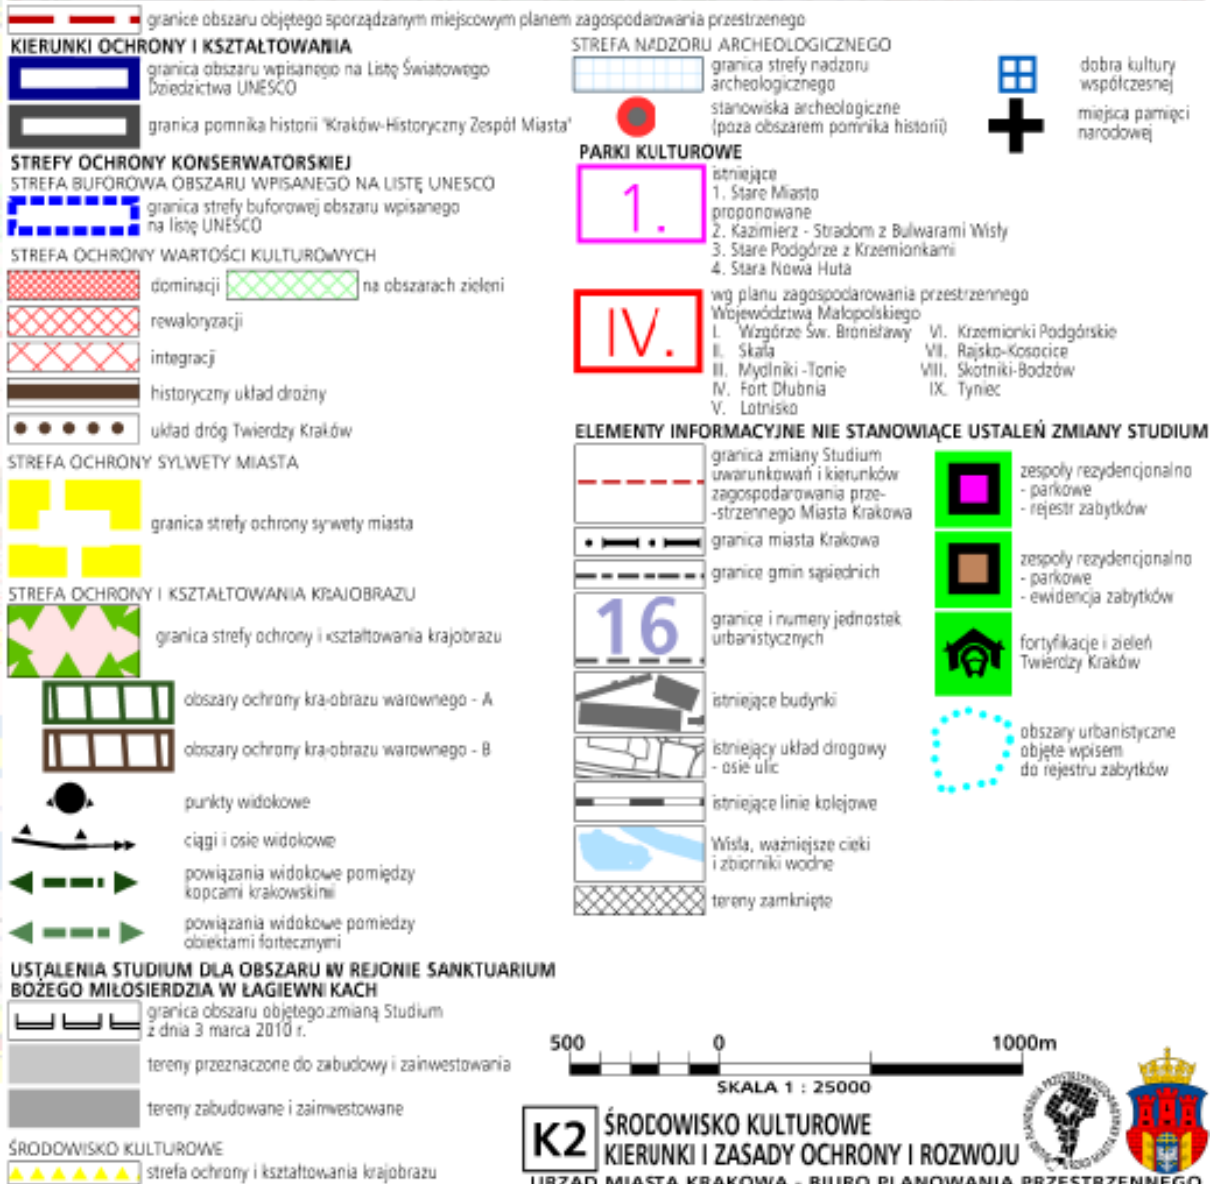 granice obszaru objętego sporządzanym miejscowym planem zagospodarowania przestrzenego
KIERUNKI OCHRONY I KSZTAŁTOWANIA
granica obszaru wpisanego na Listę Światowego
Dziedzictwa UNESCO
granica pomnika historii "Kraków-Historyczny Zespół Miasta"
STREFY OCHRONY KONSERWATORSKIEJ
STREFA BUFOROWA OBSZARU WPISANEGO NA LISTĘ UNESCO
granica strefy buforowej obszaru wpisanego
na listę UNESCO
STREFA OCHRONY WARTOŚCI KULTUROWYCH
dominacji
na obszarach zieleni
rewaloryzacji
integracji
historyczny układ drożny
układ dróg Twierdzy Kraków
STREFA OCHRONY SYLWETY MIASTA
granica strefy ochrony sylwety miasta
STREFA OCHRONY I KSZTAŁTOWANIA KRAJOBRAZU
granica strefy ochrony i kształtowania krajobrazu
obszary ochrony krajobrazu warownego - A
obszary ochrony krajobrazu warownego - B
punkty widokowe
ciągi i osie widokowe
powiązania widokowe pomiędzy
kopcami krakowskimi
powiązania widokowe pomiedzy
obiektami fortecznymi
USTALENIA STUDIUM DLA OBSZARU W REJONIE SANKTUARIUM
BOŻEGO MIŁOSIERDZIA W ŁAGIEWNIKACH
granica obszaru objętego zmianą Studium
z dnia 3 marca 2010 r.
tereny przeznaczone do zabudowy i zainwestowania
tereny zabudowane i zainwestowane
ŚRODOWISKO KULTUROWE
strefa ochrony i kształtowania krajobrazu
STREFA NADZORU ARCHEOLOGICZNEGO
granica strefy nadzoru
archeologicznego
stanowiska archeologiczne
(poza obszarem pomnika historii)
dobra kultury
współczesnej
miejsca pamięci
narodowej
PARKI KULTUROWE
1.
istniejące
1. Stare Miasto
proponowane
2. Kazimierz - Stradom z Bulwarami Wisły
3. Stare Podgórze z Krzemionkami
4. Stara Nowa Huta
IV.
wg planu zagospodarowania przestrzennego
Województwa Małopolskiego
I. Wzgórze Św. Bronisławy
II. Skała
III. Mydlniki -Tonie
IV. Fort Dłubnia
V. Lotnisko
VI. Krzemionki Podgórskie
VII. Rajsko-Kosocice
VIII. Skotniki-Bodzów
IX. Tyniec
ELEMENTY INFORMACYJNE NIE STANOWIĄCE USTALEŃ ZMIANY STUDIUM
granica zmiany Studium
uwarunkowań i kierunków
zagospodarowania prze-
-strzennego Miasta Krakowa
granica miasta Krakowa
granice gmin sąsiednich
16
granice i numery jednostek
urbanistycznych
istniejące budynki
istniejący układ drogowy
- osie ulic
istniejące linie kolejowe
Wisła, ważniejsze cieki
i zbiorniki wodne
tereny zamknięte
zespoły rezydencjonalno
- parkowe
- rejestr zabytków
zespoły rezydencjonalno
- parkowe
- ewidencja zabytków
fortyfikacje i zieleń
Twierdzy Kraków
obszary urbanistyczne
objęte wpisem
do rejestru zabytków
500 0 1000m
SKALA 1 : 25000
K2
ŚRODOWISKO KULTUROWE
KIERUNKI I ZASADY OCHRONY I ROZWOJU
URZĄD MIASTA KRAKOWA - BIURO PLANOWANIA PRZESTRZENNEGO